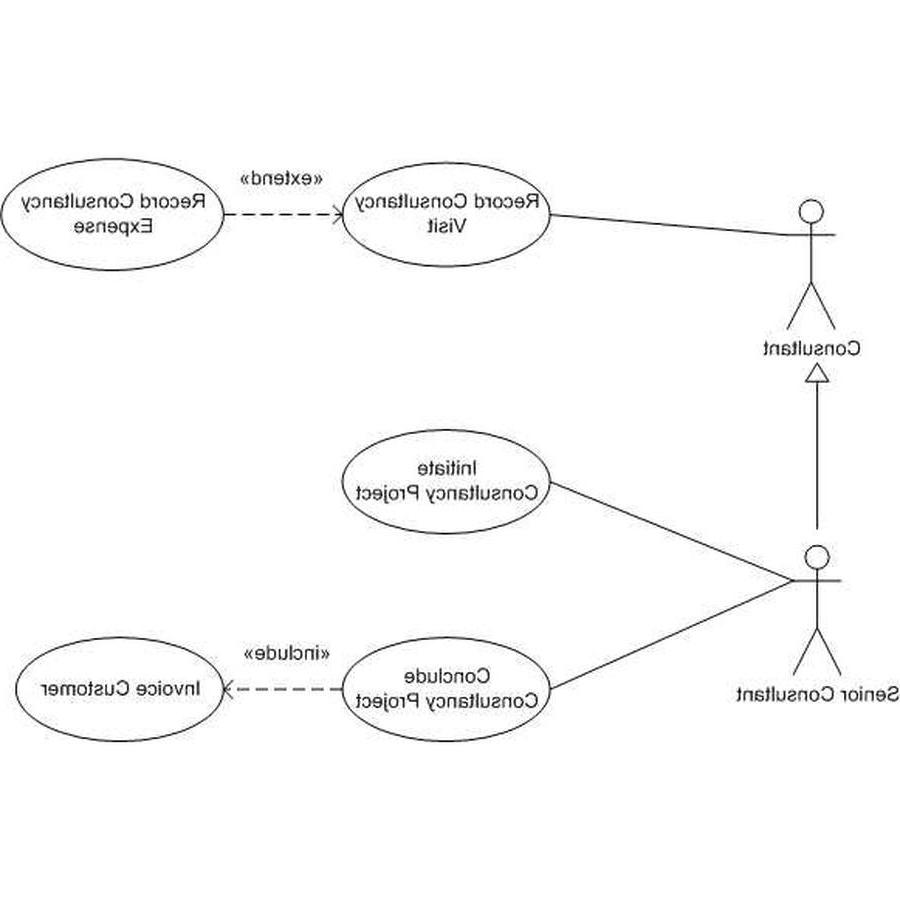 «extend»
Record Consultancy
Expense
Record Consultancy
Visit
Consultant
Initiate
Consultancy Project
«include»
Invoice Customer
Conclude
Consultancy Project
Senior Consultant